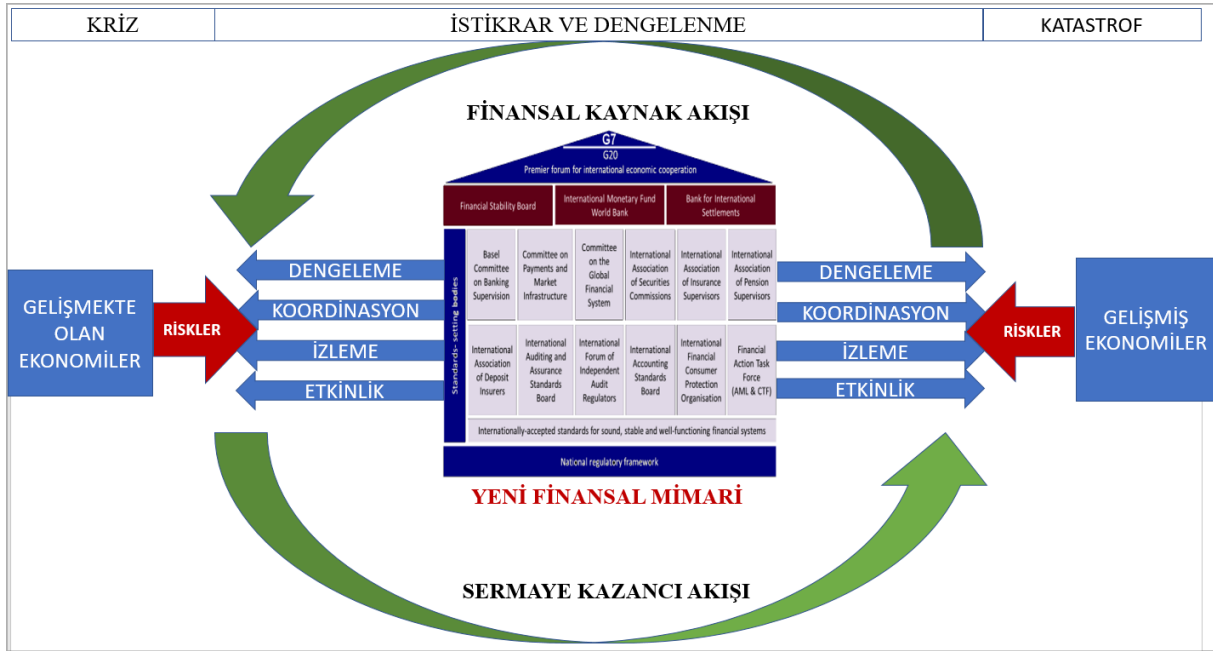 KRİZ
İSTİKRAR VE DENGELENME
KATASTROF
FİNANSAL KAYNAK AKIŞI
G7
G20
Premier forum for international economic cooperation
Financial Stability Board
International Monetary Fund
World Bank
Bank for International
Settlements
Standards- setting bodies
Basel
Committee
on Banking
Supervision
Committee on
Payments and
Market
Infrastructure
Committee
on the
Global
Financial
System
International
Association
of Securities
Commissions
International
Association
of Insurance
Supervisors
International
Association
of Pension
Supervisors
International
Association
of Deposit
Insurers
International
Auditing and
Assurance
Standards
Board
International
Forum of
Independent
Audit
Regulators
International
Accounting
Standards
Board
International
Financial
Consumer
Protection
Organisation
Financial
Action Task
Force
(AML & CTF)
Internationally-accepted standards for sound, stable and well-functioning financial systems
National regulatory framework
GELİŞMEKTE
OLAN
EKONOMİLER
RİSKLER
DENGELEME
KOORDİNASYON
İZLEME
ETKİNLİK
DENGELEME
KOORDİNASYON
İZLEME
ETKİNLİK
RİSKLER
GELİŞMİŞ
EKONOMİLER
YENİ FİNANSAL MİMARİ
SERMAYE KAZANCI AKIŞI